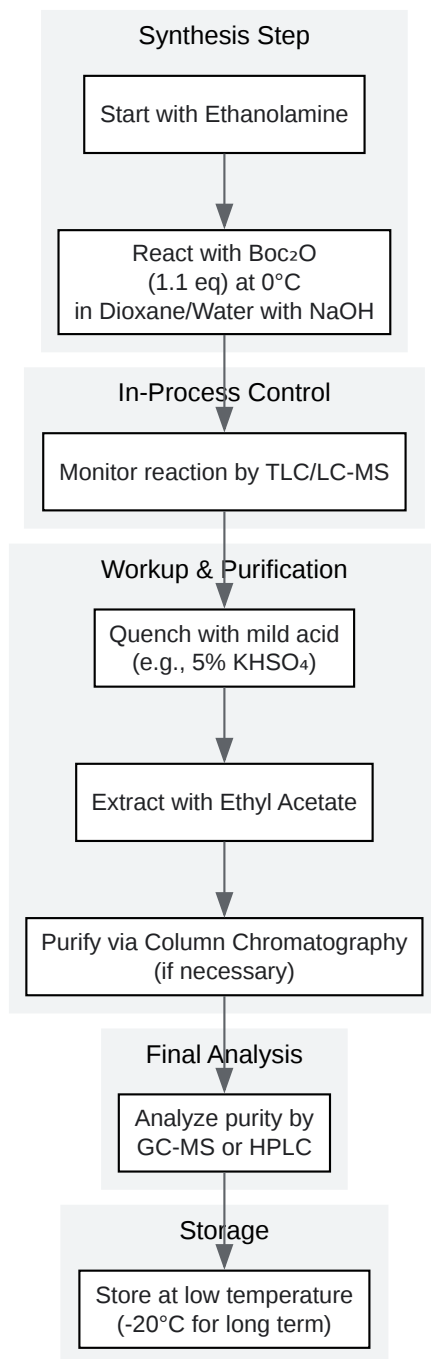 Synthesis Step
Start with Ethanolamine
React with Boc₂O
(1.1 eq) at 0°C
in Dioxane/Water with NaOH
In-Process Control
Monitor reaction by TLC/LC-MS
Workup & Purification
Quench with mild acid
(e.g., 5% KHSO₄)
Extract with Ethyl Acetate
Purify via Column Chromatography
(if necessary)
Final Analysis
Analyze purity by
GC-MS or HPLC
Storage
Store at low temperature
(-20°C for long term)